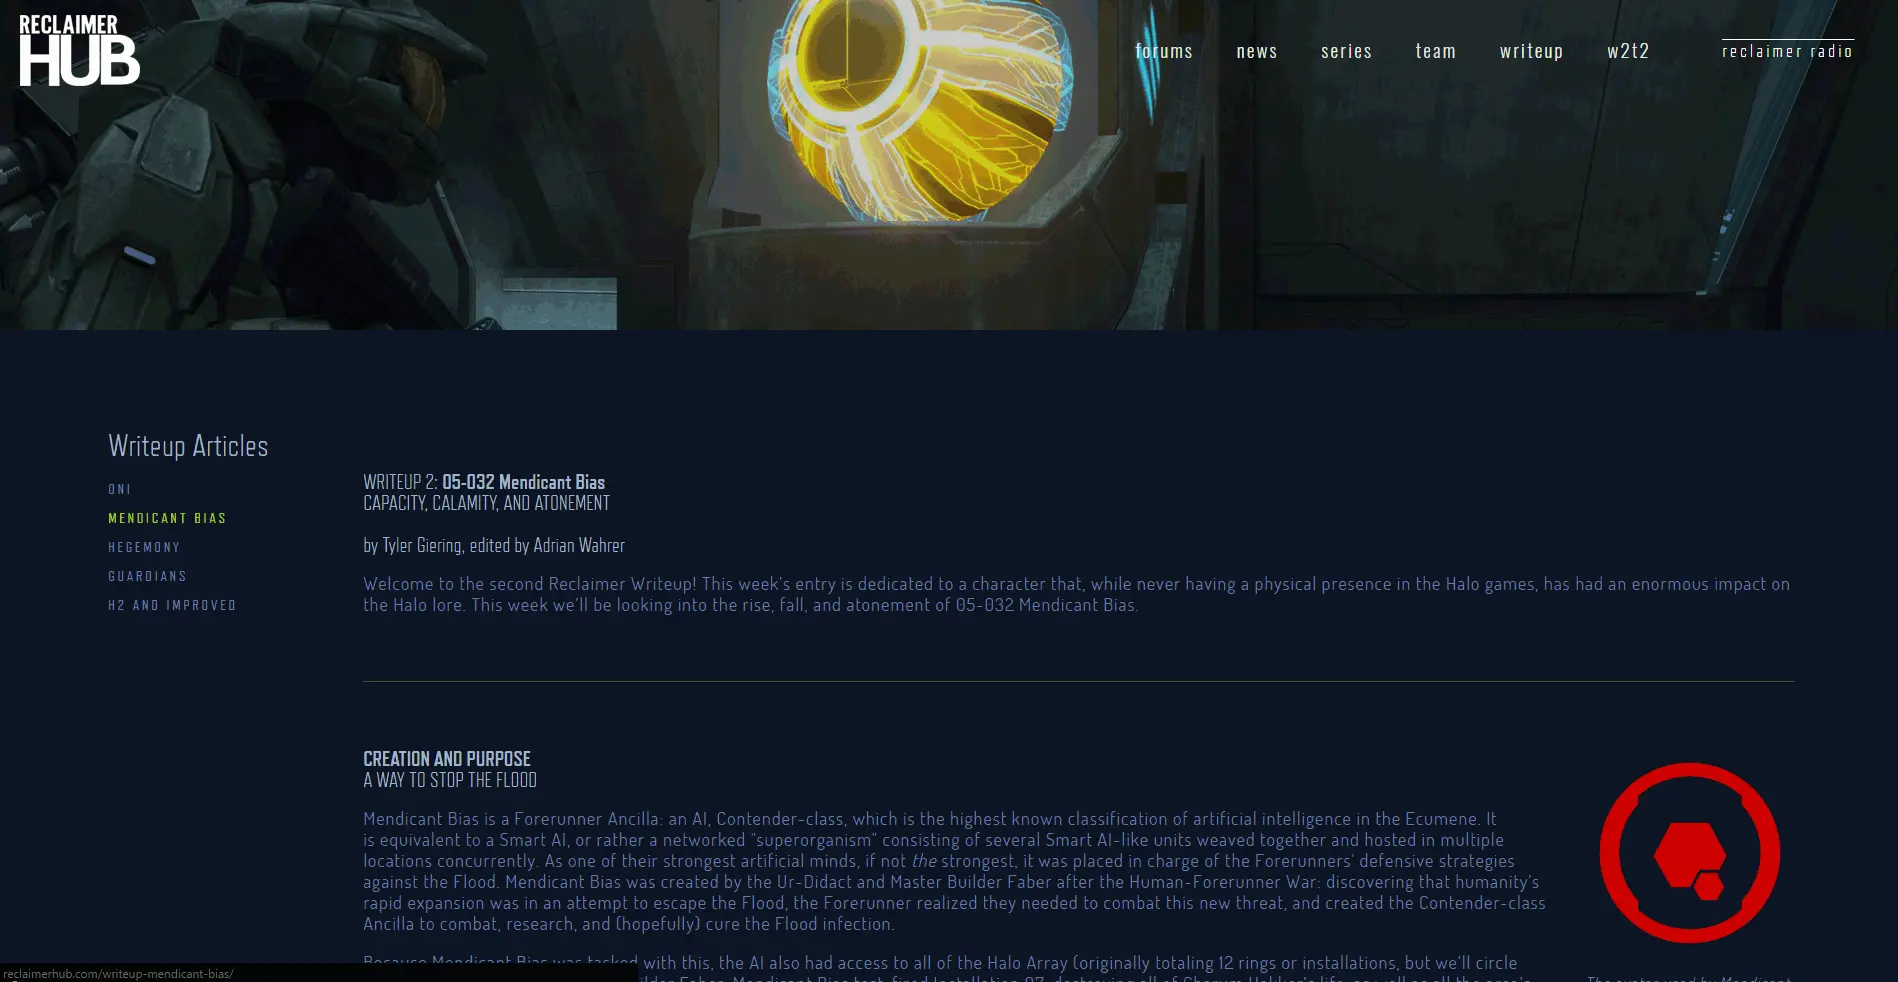 RECLAIMER
HUB
forums
news
series
team
writeup
w2t2
reclaimer radio
Writeup Articles
ONI
MENDICANT BIAS
HEGEMONY
GUARDIANS
H2 AND IMPROVED
WRITEUP 2: 05-032 Mendicant Bias
CAPACITY, CALAMITY, AND ATONEMENT
by Tyler Giering, edited by Adrian Wahrer
Welcome to the second Reclaimer Writeup! This week's entry is dedicated to a character that, while never having a physical presence in the Halo games, has had an enormous impact on
the Halo lore. This week we'll be looking into the rise, fall, and atonement of 05-032 Mendicant Bias.
CREATION AND PURPOSE
A WAY TO STOP THE FLOOD
Mendicant Bias is a Forerunner Ancilla: an AI, Contender-class, which is the highest known classification of artificial intelligence in the Ecumene. It
is equivalent to a Smart AI, or rather a networked "superorganism" consisting of several Smart AI-like units weaved together and hosted in multiple
locations concurrently. As one of their strongest artificial minds, if not the strongest, it was placed in charge of the Forerunners' defensive strategies
against the Flood. Mendicant Bias was created by the Ur-Didact and Master Builder Faber after the Human-Forerunner War: discovering that humanity's
rapid expansion was in an attempt to escape the Flood, the Forerunner realized they needed to combat this new threat, and created the Contender-class
Ancilla to combat, research, and (hopefully) cure the Flood infection.
Because Mendicant Bias was tasked with this, the AI also had access to all of the Halo Array (originally totaling 12 rings or installations, but we'll circle
reclaimerhub.com/writeup-mendicant-bias/